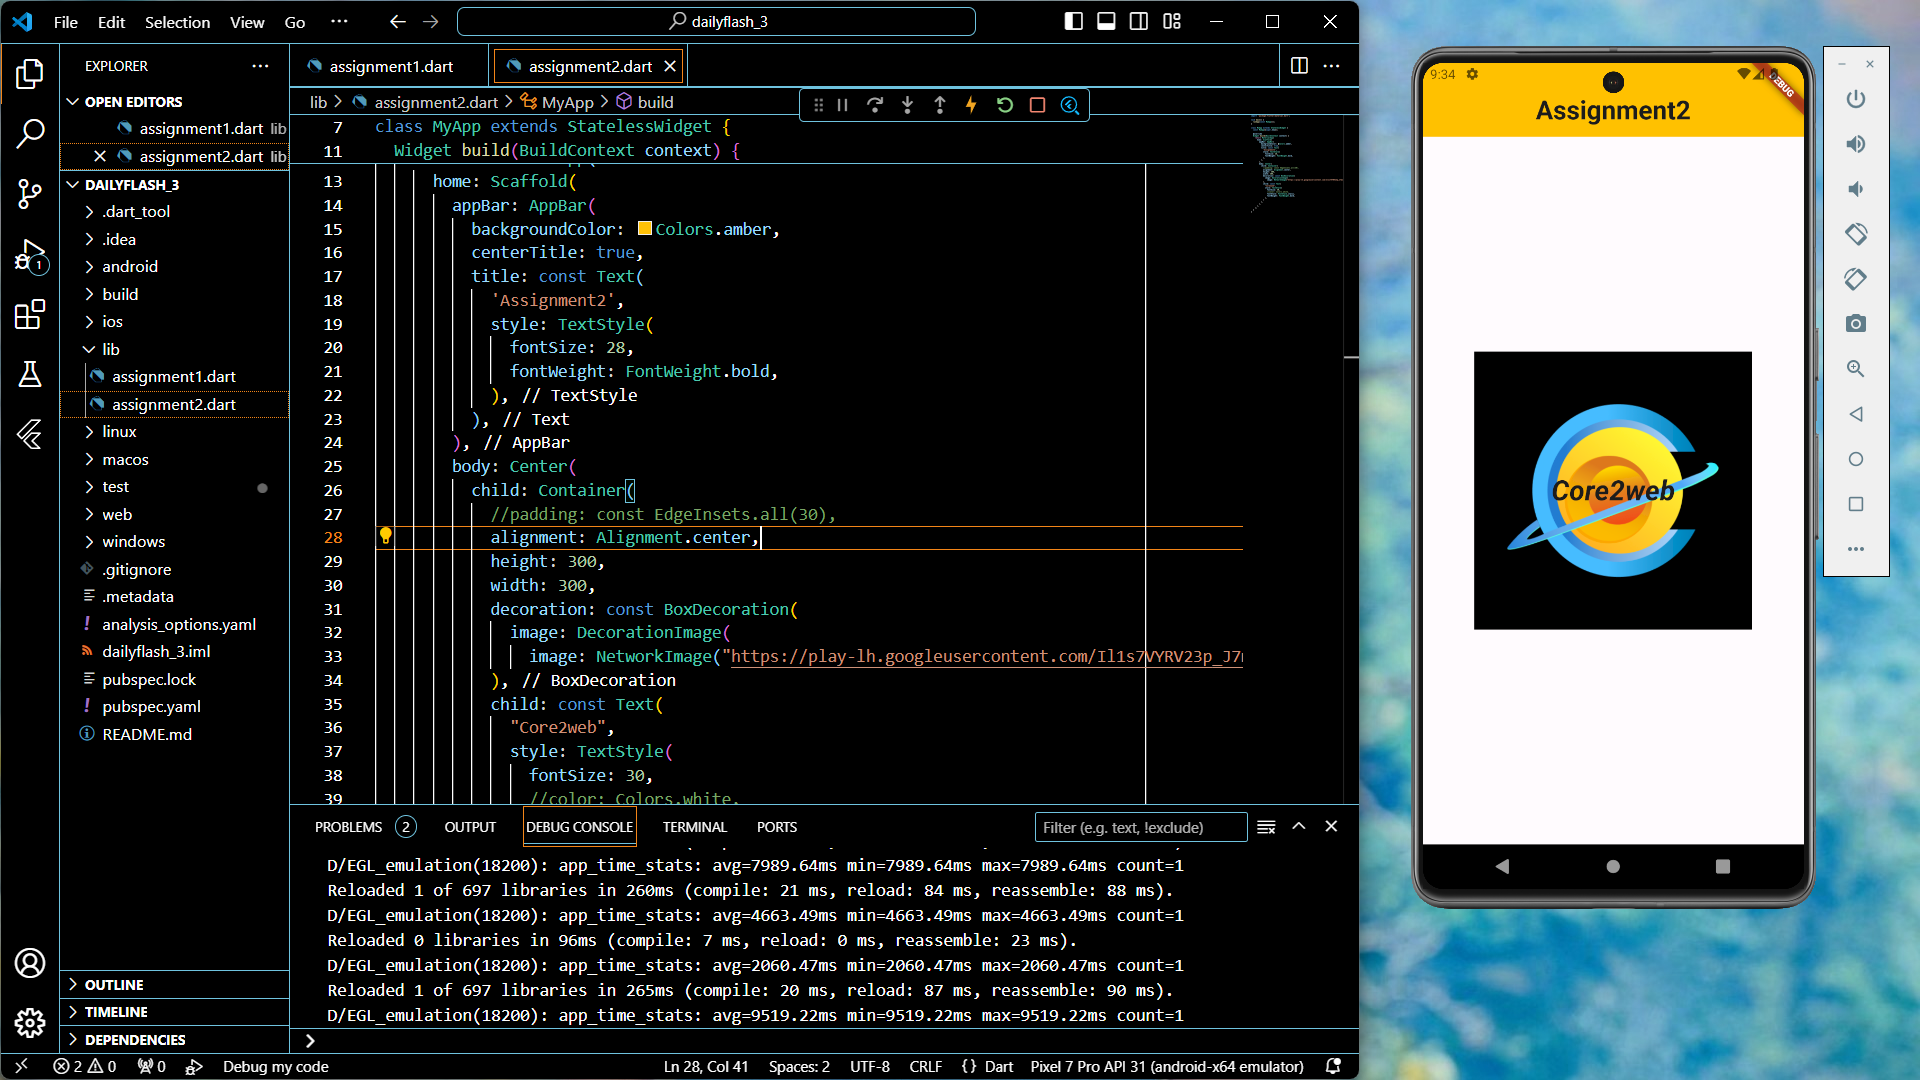 File Edit Selection View Go ··· dailyflash_3
EXPLORER ···
OPEN EDITORS
assignment1.dart lib
assignment2.dart lib
DAILYFLASH_3
.dart_tool
.idea
android
build
ios
lib
assignment1.dart
assignment2.dart
linux
macos
test
web
windows
.gitignore
.metadata
analysis_options.yaml
dailyflash_3.iml
pubspec.lock
pubspec.yaml
README.md
OUTLINE
TIMELINE
DEPENDENCIES
assignment1.dart assignment2.dart
lib > assignment2.dart > MyApp > build
7 class MyApp extends StatelessWidget {
11 Widget build(BuildContext context) {
13 home: Scaffold(
14 appBar: AppBar(
15 backgroundColor: Colors.amber,
16 centerTitle: true,
17 title: const Text(
18 'Assignment2',
19 style: TextStyle(
20 fontSize: 28,
21 fontWeight: FontWeight.bold,
22 ), // TextStyle
23 ), // Text
24 ), // AppBar
25 body: Center(
26 child: Container(
27 //padding: const EdgeInsets.all(30),
28 alignment: Alignment.center,
29 height: 300,
30 width: 300,
31 decoration: const BoxDecoration(
32 image: DecorationImage(
33 image: NetworkImage("https://play-lh.googleusercontent.com/Il1s7VYRV23p_J7
34 ), // BoxDecoration
35 child: const Text(
36 "Core2web",
37 style: TextStyle(
38 fontSize: 30,
39 //color: Colors.white,
PROBLEMS 2 OUTPUT DEBUG CONSOLE TERMINAL PORTS Filter (e.g. text, !exclude)
D/EGL_emulation(18200): app_time_stats: avg=7989.64ms min=7989.64ms max=7989.64ms count=1
Reloaded 1 of 697 libraries in 260ms (compile: 21 ms, reload: 84 ms, reassemble: 88 ms).
D/EGL_emulation(18200): app_time_stats: avg=4663.49ms min=4663.49ms max=4663.49ms count=1
Reloaded 0 libraries in 96ms (compile: 7 ms, reload: 0 ms, reassemble: 23 ms).
D/EGL_emulation(18200): app_time_stats: avg=2060.47ms min=2060.47ms max=2060.47ms count=1
Reloaded 1 of 697 libraries in 265ms (compile: 20 ms, reload: 87 ms, reassemble: 90 ms).
D/EGL_emulation(18200): app_time_stats: avg=9519.22ms min=9519.22ms max=9519.22ms count=1
1
2 0 0 Debug my code Ln 28, Col 41 Spaces: 2 UTF-8 CRLF {} Dart Pixel 7 Pro API 31 (android-x64 emulator)
9:34
DEBUG
Assignment2
Core2web